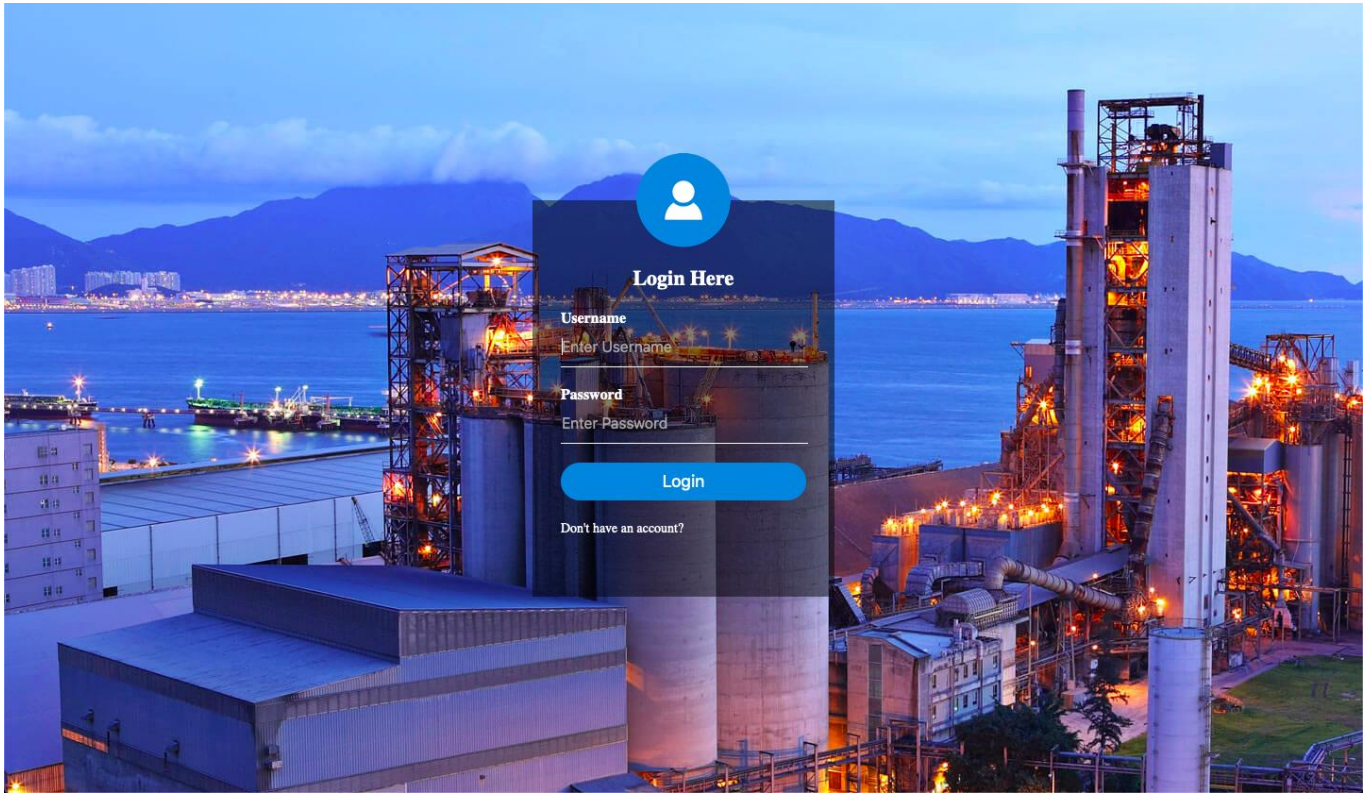 Login Here
Username
Enter Username
Password
Enter Password
Login
Don't have an account?